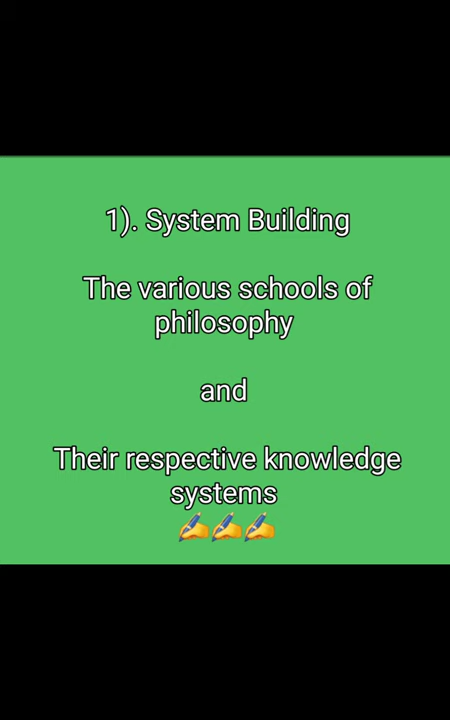 1). System Building
The various schools of
philosophy
and
Their respective knowledge
systems
✍️✍️✍️